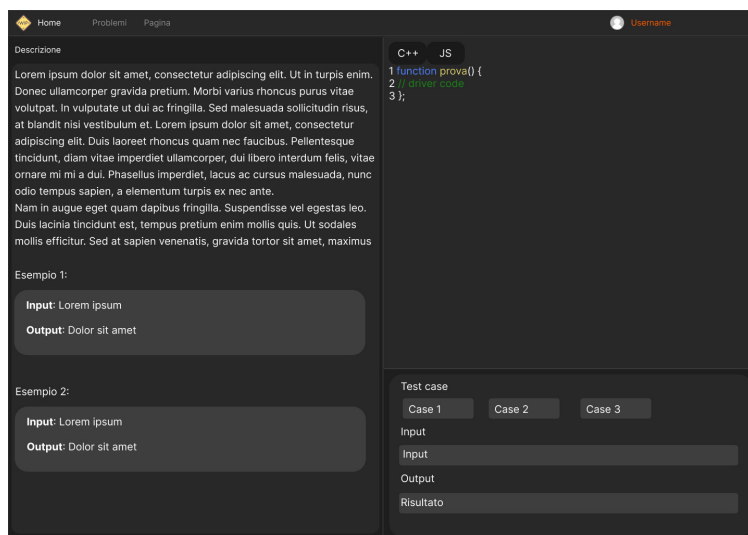 WIP Home Problemi Pagina Username
Descrizione
Lorem ipsum dolor sit amet, consectetur adipiscing elit. Ut in turpis enim.
Donec ullamcorper gravida pretium. Morbi varius rhoncus purus vitae
volutpat. In vulputate ut dui ac fringilla. Sed malesuada sollicitudin risus,
at blandit nisi vestibulum et. Lorem ipsum dolor sit amet, consectetur
adipiscing elit. Duis laoreet rhoncus quam nec faucibus. Pellentesque
tincidunt, diam vitae imperdiet ullamcorper, dui libero interdum felis, vitae
ornare mi mi a dui. Phasellus imperdiet, lacus ac cursus malesuada, nunc
odio tempus sapien, a elementum turpis ex nec ante.
Nam in augue eget quam dapibus fringilla. Suspendisse vel egestas leo.
Duis lacinia tincidunt est, tempus pretium enim mollis quis. Ut sodales
mollis efficitur. Sed at sapien venenatis, gravida tortor sit amet, maximus
Esempio 1:
Input: Lorem ipsum
Output: Dolor sit amet
Esempio 2:
Input: Lorem ipsum
Output: Dolor sit amet
C++ JS
1 function prova() {
2 // driver code
3 };
Test case
Case 1 Case 2 Case 3
Input
Input
Output
Risultato